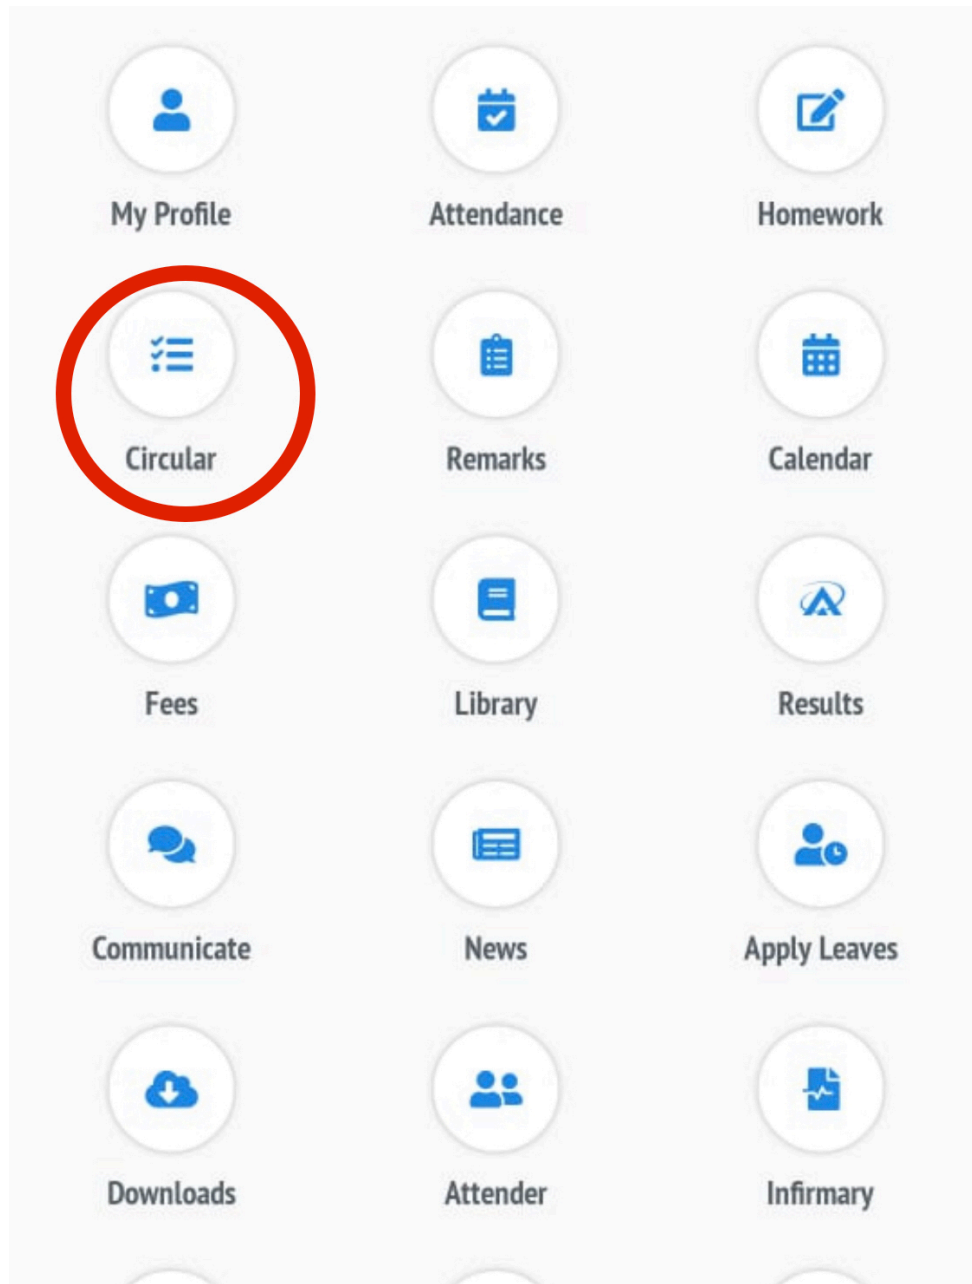 My Profile
Attendance
Homework
Circular
Remarks
Calendar
Fees
Library
Results
Communicate
News
Apply Leaves
Downloads
Attender
Infirmary